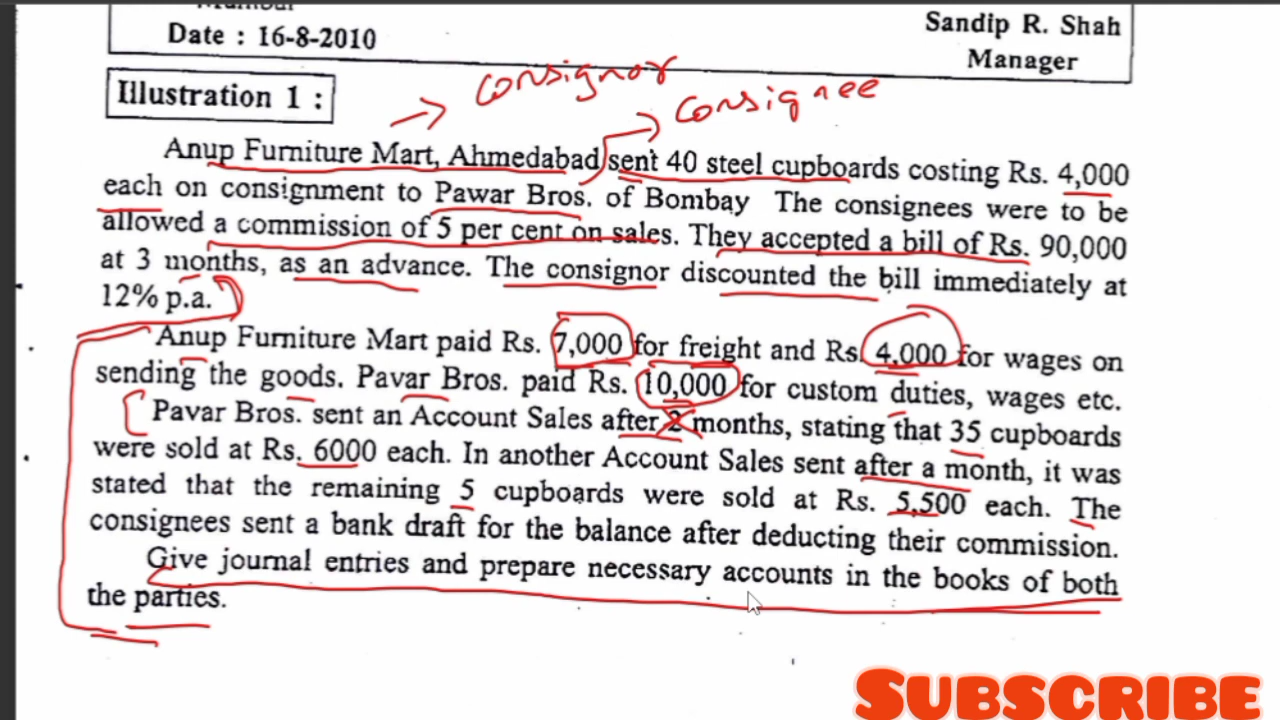 Mumbai
Sandip R. Shah
Date : 16-8-2010
Manager
consignor
Illustration 1 :
consignee
Anup Furniture Mart, Ahmedabad sent 40 steel cupboards costing Rs. 4,000
each on consignment to Pawar Bros. of Bombay The consignees were to be
allowed a commission of 5 per cent on sales. They accepted a bill of Rs. 90,000
at 3 months, as an advance. The consignor discounted the bill immediately at
12% p.a.
Anup Furniture Mart paid Rs. 7,000 for freight and Rs. 4,000 for wages on
sending the goods. Pavar Bros. paid Rs. 10,000 for custom duties, wages etc.
Pavar Bros. sent an Account Sales after 2 months, stating that 35 cupboards
were sold at Rs. 6000 each. In another Account Sales sent after a month, it was
stated that the remaining 5 cupboards were sold at Rs. 5,500 each. The
consignees sent a bank draft for the balance after deducting their commission.
Give journal entries and prepare necessary accounts in the books of both
the parties.
SUBSCRIBE